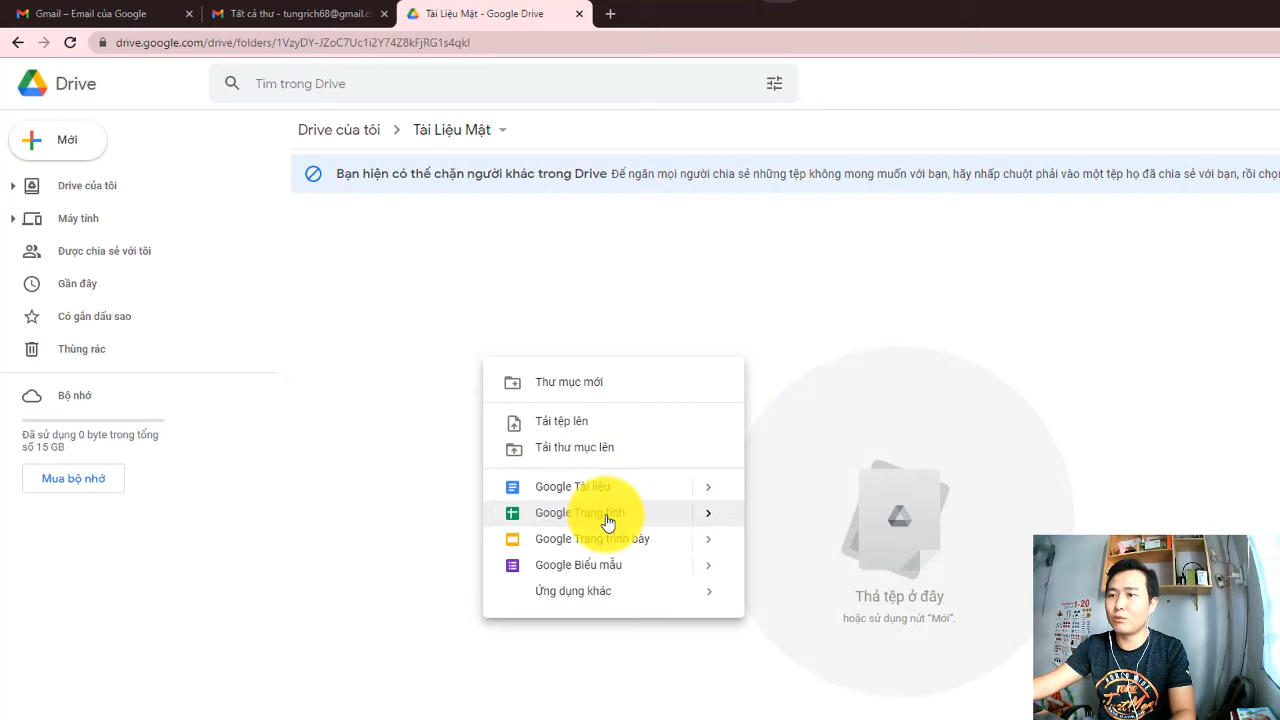 Gmail – Email của Google
Tất cả thư - tungrich68@gmail.c
Tài Liệu Mật - Google Drive
drive.google.com/drive/folders/1VzyDY-JZoC7Uc1i2Y74Z8kFjRG1s4qkI
Drive
Tìm trong Drive
Mới
Drive của tôi
Tài Liệu Mật
Bạn hiện có thể chặn người khác trong Drive Để ngăn mọi người chia sẻ những tệp không mong muốn với bạn, hãy nhấp chuột phải vào một tệp họ đã chia sẻ với bạn, rồi chọn
Drive của tôi
Máy tính
Được chia sẻ với tôi
Gần đây
Có gắn dấu sao
Thùng rác
Bộ nhớ
Đã sử dụng 0 byte trong tổng
số 15 GB
Mua bộ nhớ
Thư mục mới
Tải tệp lên
Tải thư mục lên
Google Tài liệu
Google Trang tính
Google Trang trình bày
Google Biểu mẫu
Ứng dụng khác
Thả tệp ở đây
hoặc sử dụng nút “Mới”.
1-20